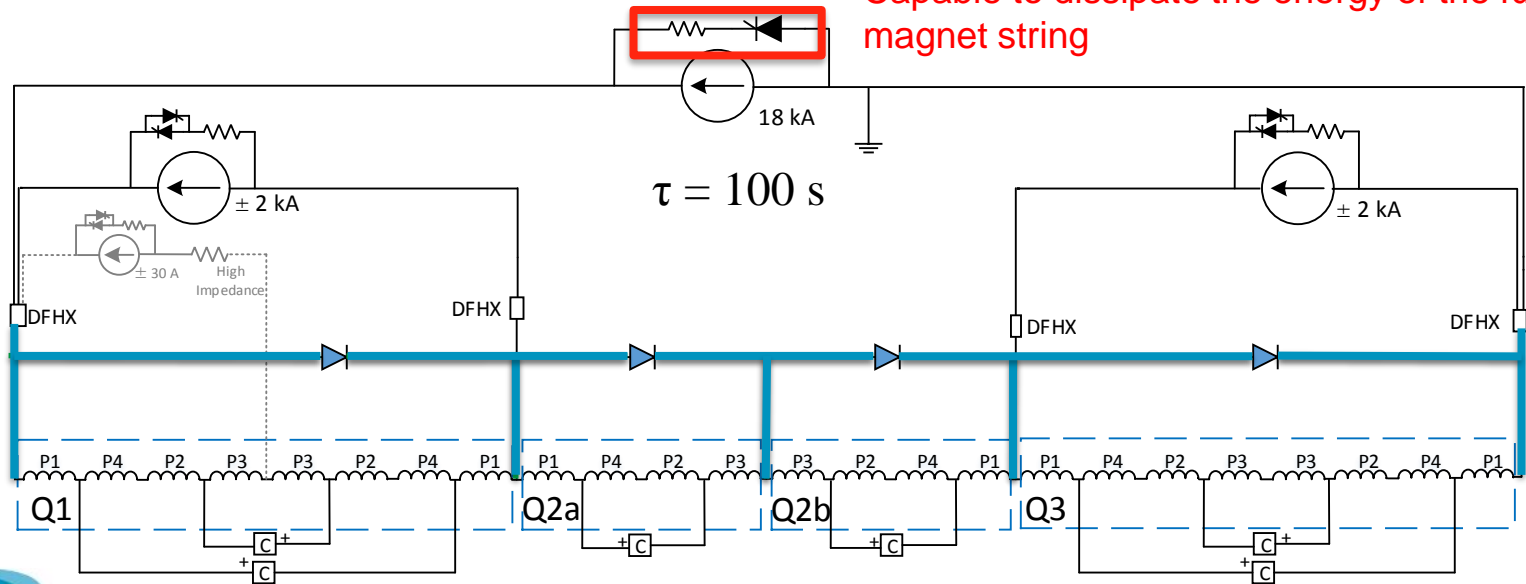 magnet string
18 kA
± 2 kA
τ = 100 s
± 2 kA
± 30 A
High
Impedance
DFHX
DFHX
DFHX
DFHX
P1 P4 P2 P3 P3 P2 P4 P1 P1 P4 P2 P3 P3 P2 P4 P1 P1 P4 P2 P3 P3 P2 P4 P1
Q1 Q2a Q2b Q3
C + +C +C C +
+C +C